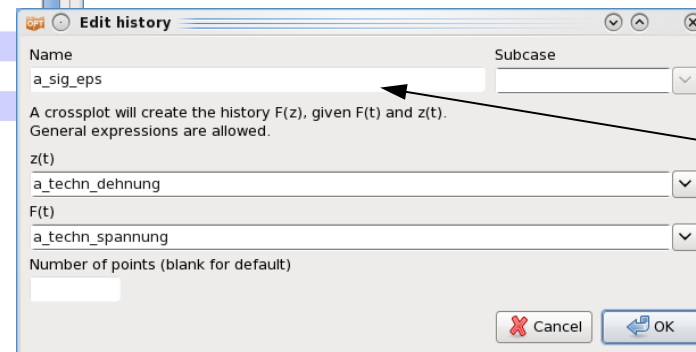 OPT Edit history
Name Subcase
a_sig_eps
A crossplot will create the history F(z), given F(t) and z(t).
General expressions are allowed.
z(t)
a_techn_dehnung
F(t)
a_techn_spannung
Number of points (blank for default)
Cancel OK